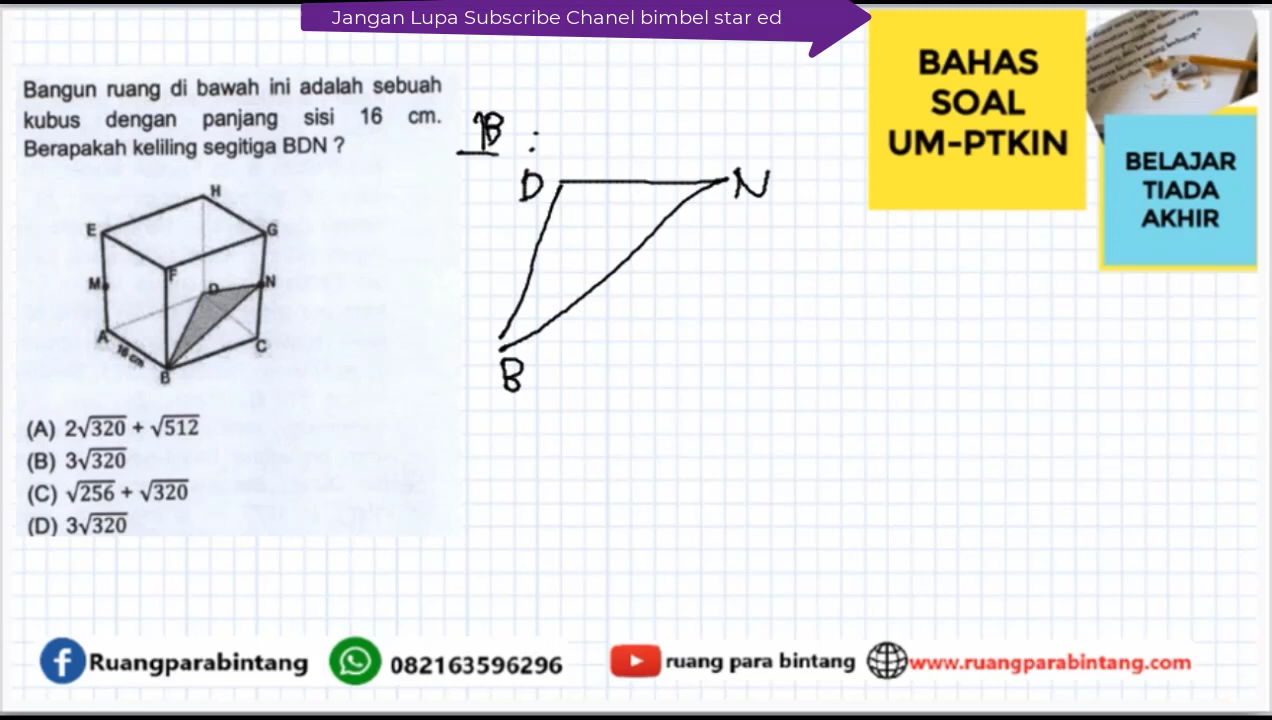 Jangan Lupa Subscribe Chanel bimbel star ed
Bangun ruang di bawah ini adalah sebuah
kubus dengan panjang sisi 16 cm.
Berapakah keliling segitiga BDN ?
H
E
G
F
M
D
N
A
C
16 cm
B
(A) 2√320 + √512
(B) 3√320
(C) √256 + √320
(D) 3√320
B :
D
N
B
BAHAS
SOAL
UM-PTKIN
BELAJAR
TIADA
AKHIR
Ruangparabintang
082163596296
ruang para bintang
www.ruangparabintang.com